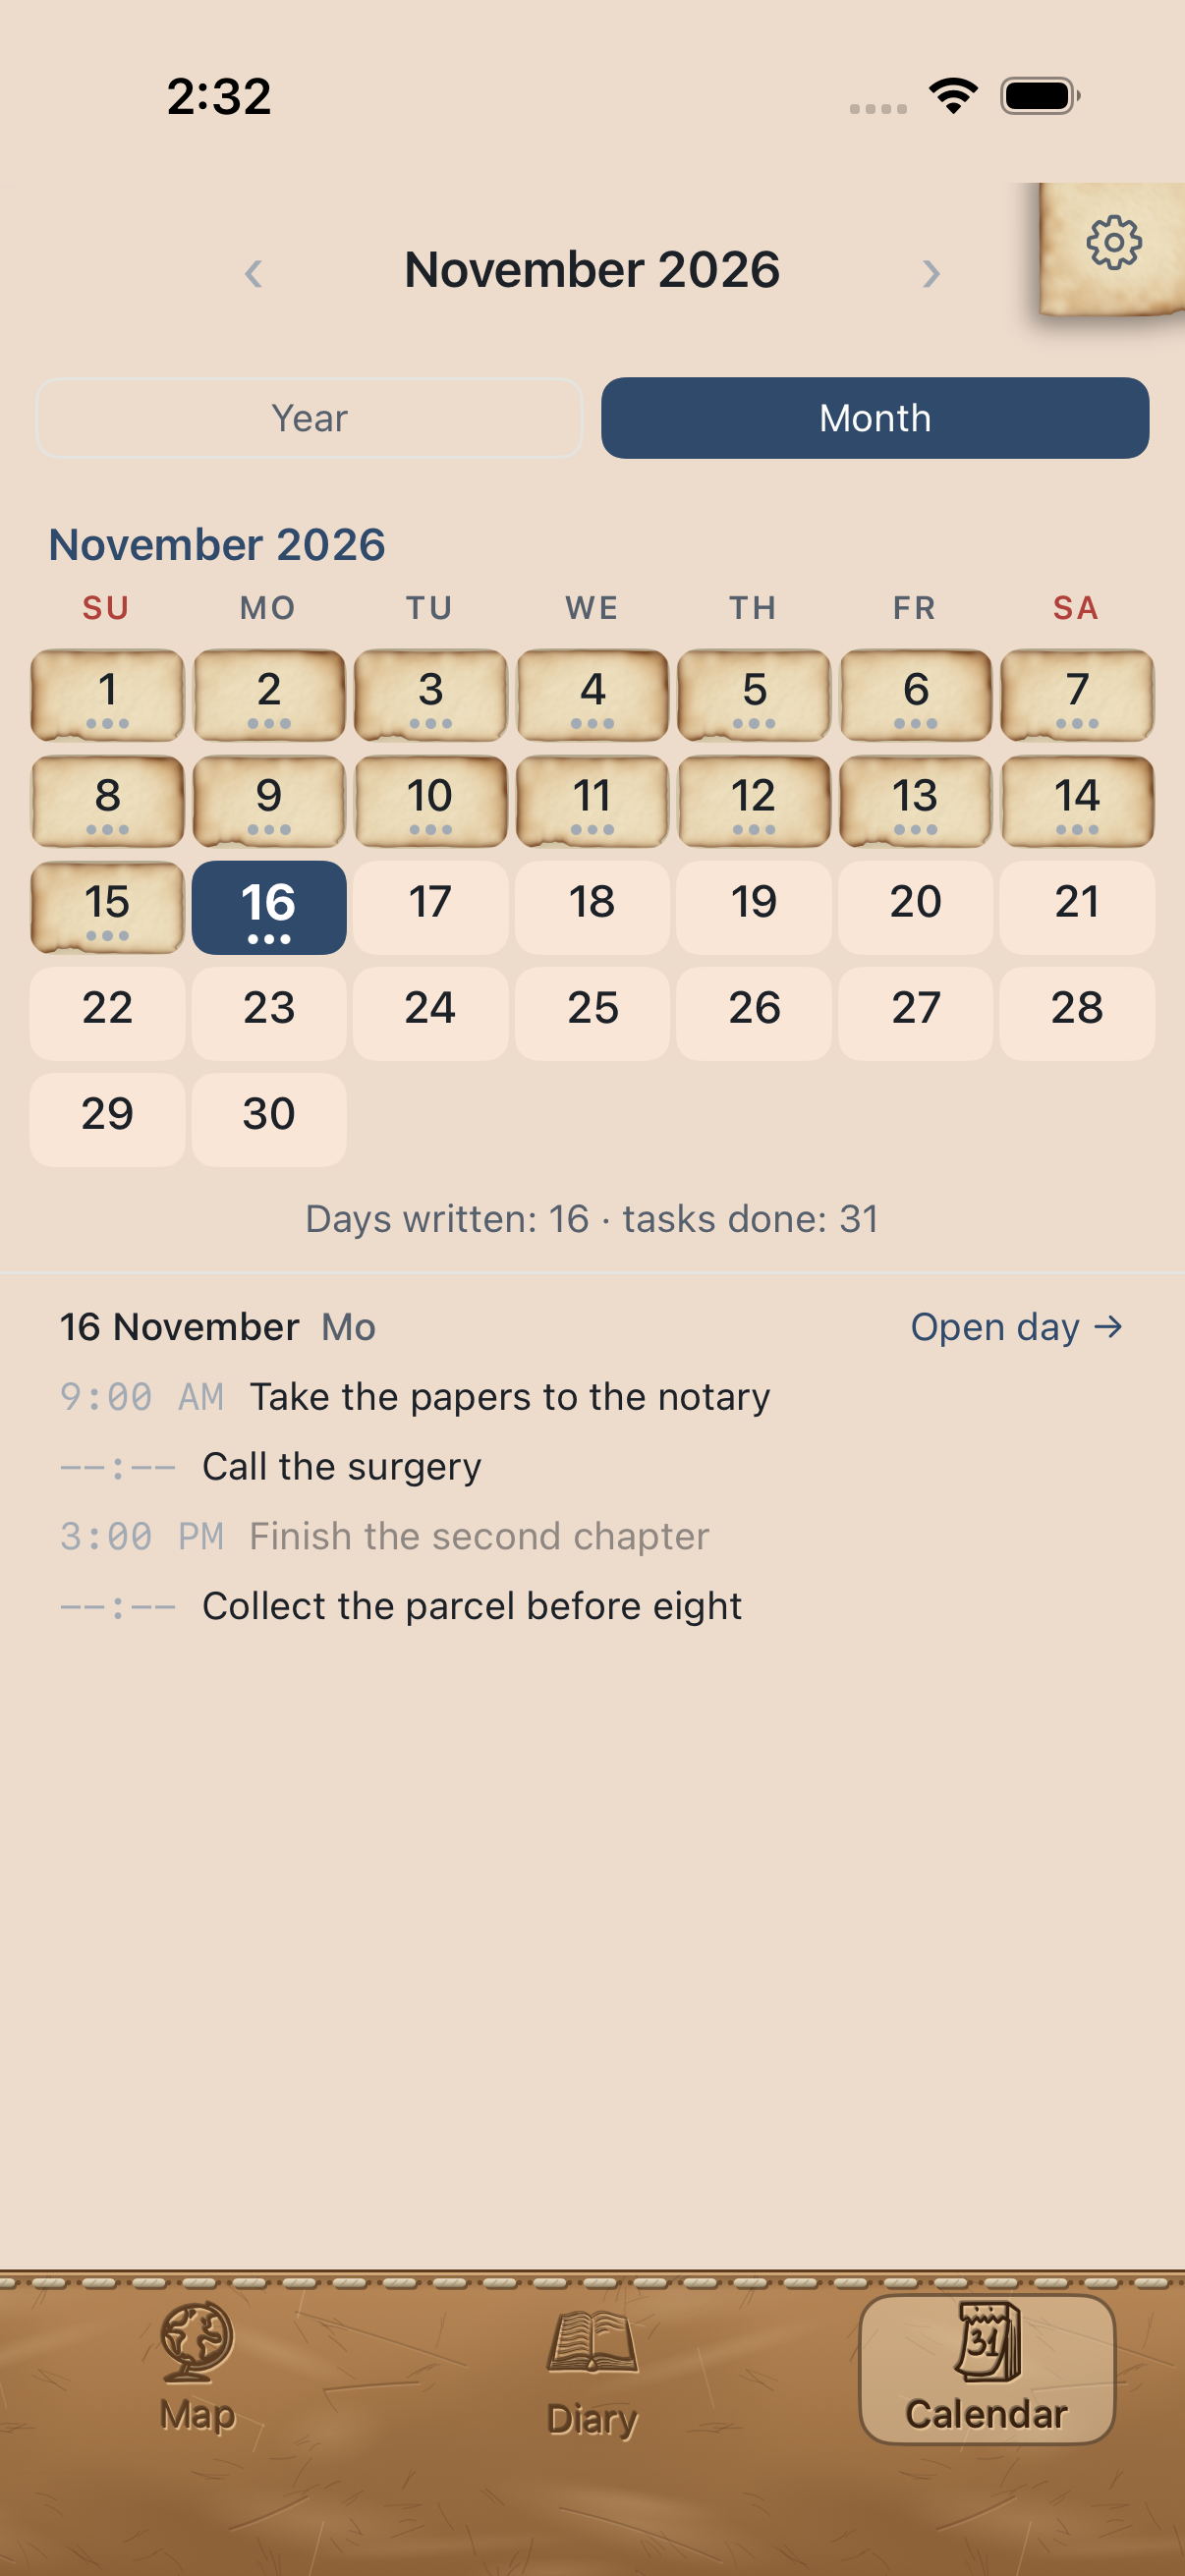 2:32
‹ November 2026 ›
Year Month
November 2026
SU MO TU WE TH FR SA
1 2 3 4 5 6 7
8 9 10 11 12 13 14
15 16 17 18 19 20 21
22 23 24 25 26 27 28
29 30
Days written: 16 · tasks done: 31
16 November Mo Open day →
9:00 AM Take the papers to the notary
--:-- Call the surgery
3:00 PM Finish the second chapter
--:-- Collect the parcel before eight
31
Map Diary Calendar